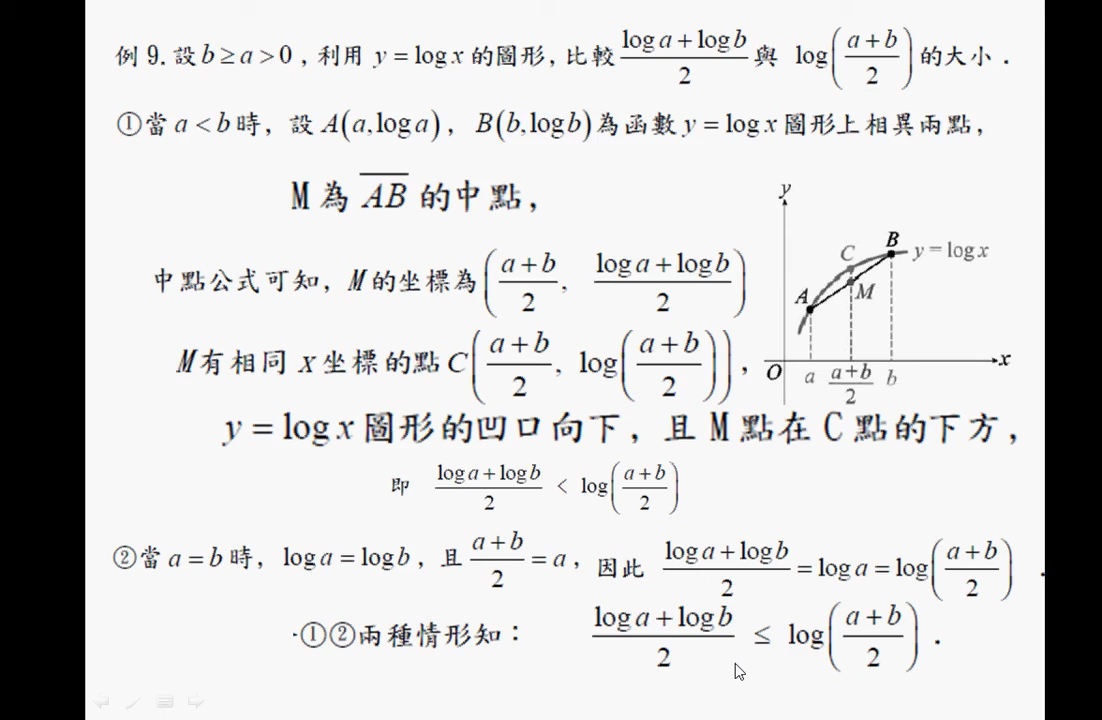 例 9. 設 b ≥ a > 0 , 利用 y = log x 的圖形, 比較 (log a + log b)/2 與 log((a+b)/2) 的大小 .
①當 a < b 時, 設 A(a, log a) , B(b, log b) 為函數 y = log x 圖形上相異兩點,
M 為 \overline{AB} 的中點,
中點公式可知, M 的坐標為 ((a+b)/2, (log a + log b)/2)
M 有相同 x 坐標的點 C((a+b)/2, log((a+b)/2)) ,
y = log x 圖形的凹口向下, 且 M 點在 C 點的下方,
即 (log a + log b)/2 < log((a+b)/2)
②當 a = b 時, log a = log b , 且 (a+b)/2 = a , 因此 (log a + log b)/2 = log a = log((a+b)/2) .
·①②兩種情形知: (log a + log b)/2 ≤ log((a+b)/2) .
y
B
C
y = log x
A
M
O
a
(a+b)/2
b
x